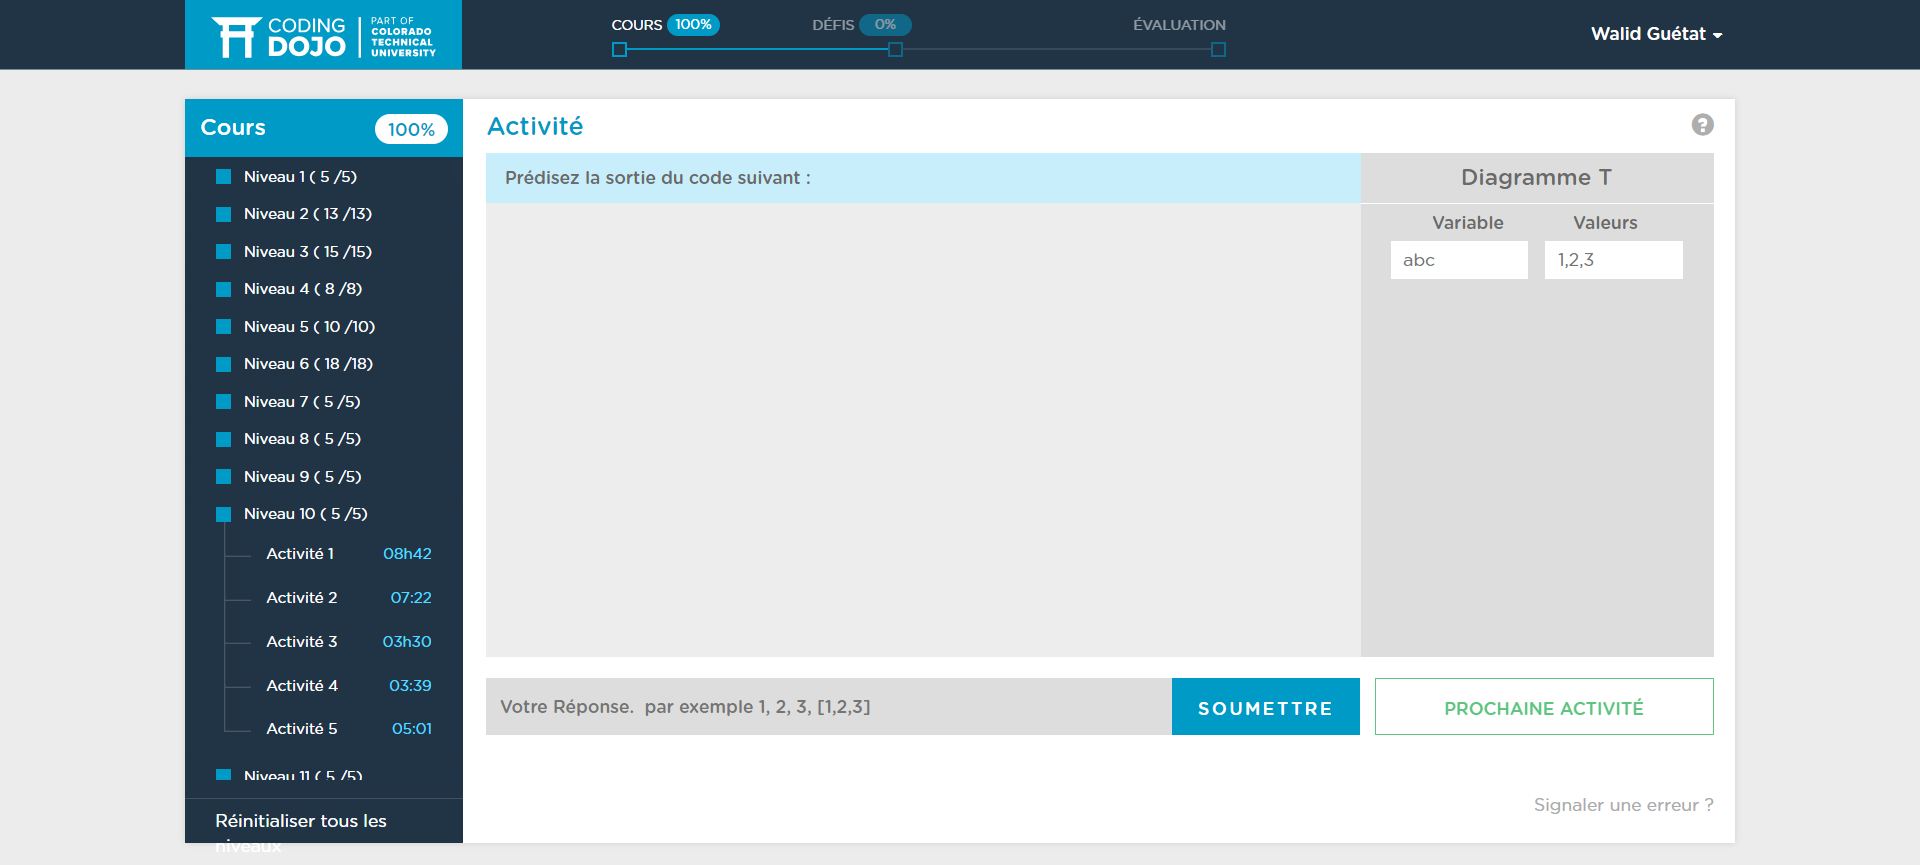 CODING
DOJO
PART OF
COLORADO
TECHNICAL
UNIVERSITY
COURS 100%
DÉFIS 0%
ÉVALUATION
Walid Guétat
Cours 100%
Niveau 1 ( 5 /5)
Niveau 2 ( 13 /13)
Niveau 3 ( 15 /15)
Niveau 4 ( 8 /8)
Niveau 5 ( 10 /10)
Niveau 6 ( 18 /18)
Niveau 7 ( 5 /5)
Niveau 8 ( 5 /5)
Niveau 9 ( 5 /5)
Niveau 10 ( 5 /5)
Activité 1 08h42
Activité 2 07:22
Activité 3 03h30
Activité 4 03:39
Activité 5 05:01
Niveau 11 ( 5 /5)
Réinitialiser tous les
niveaux
Activité
?
Prédisez la sortie du code suivant :
Diagramme T
Variable Valeurs
abc 1,2,3
Votre Réponse. par exemple 1, 2, 3, [1,2,3]
SOUMETTRE
PROCHAINE ACTIVITÉ
Signaler une erreur ?